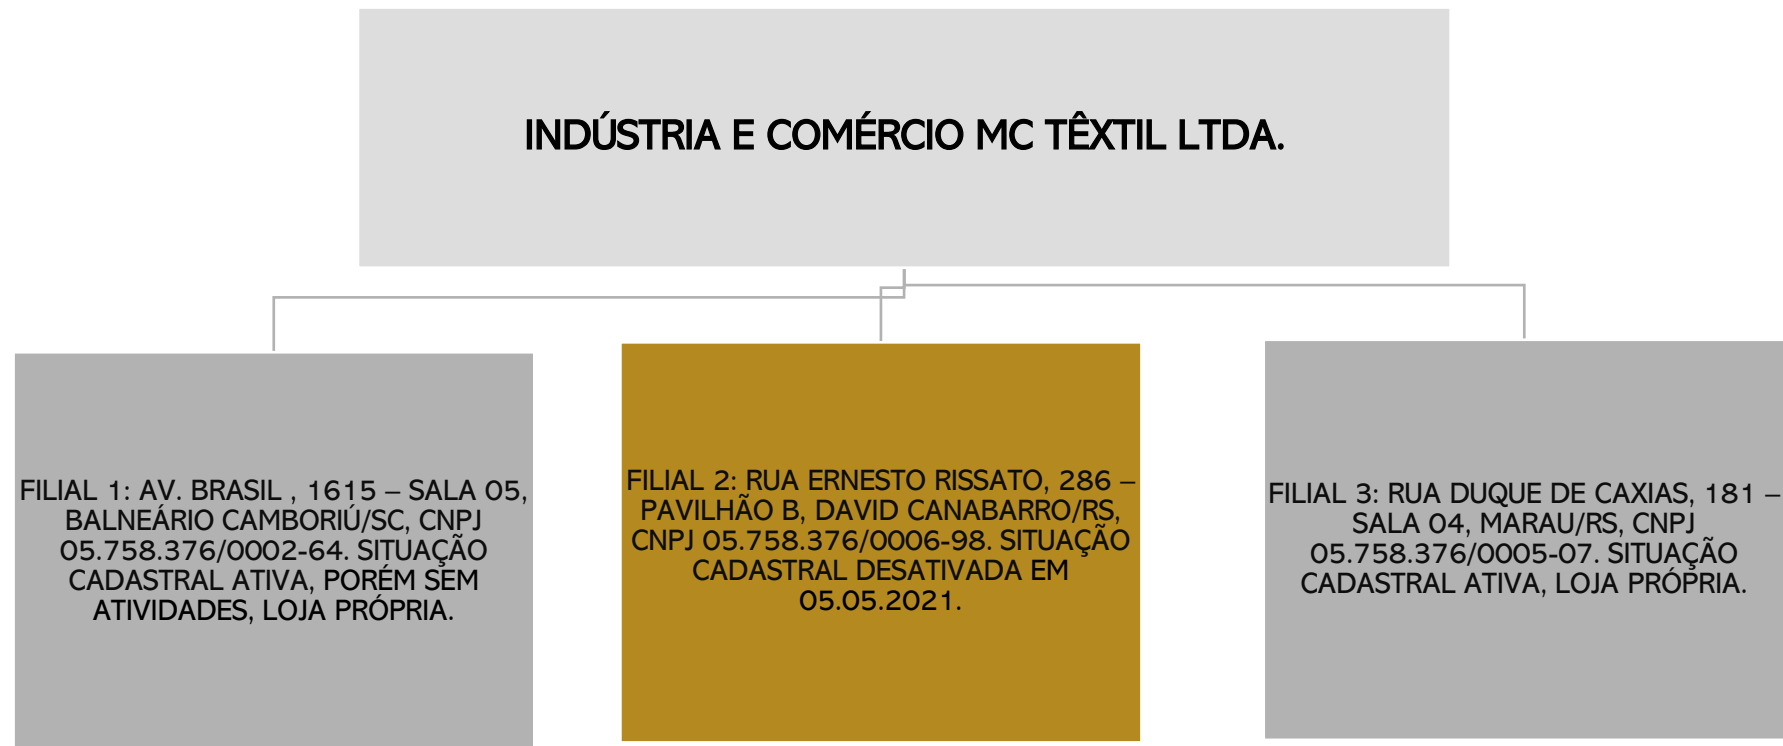 INDÚSTRIA E COMÉRCIO MC TÊXTIL LTDA.
FILIAL 1: AV. BRASIL , 1615 – SALA 05,
BALNEÁRIO CAMBORIÚ/SC, CNPJ
05.758.376/0002-64. SITUAÇÃO
CADASTRAL ATIVA, PORÉM SEM
ATIVIDADES, LOJA PRÓPRIA.
FILIAL 2: RUA ERNESTO RISSATO, 286 –
PAVILHÃO B, DAVID CANABARRO/RS,
CNPJ 05.758.376/0006-98. SITUAÇÃO
CADASTRAL DESATIVADA EM
05.05.2021.
FILIAL 3: RUA DUQUE DE CAXIAS, 181 –
SALA 04, MARAU/RS, CNPJ
05.758.376/0005-07. SITUAÇÃO
CADASTRAL ATIVA, LOJA PRÓPRIA.